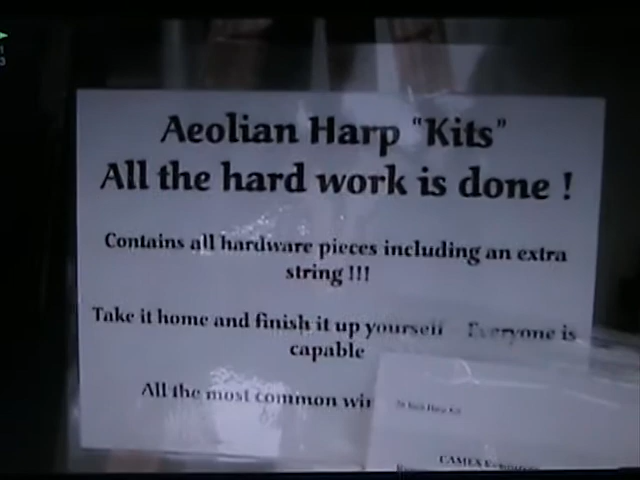 Aeolian Harp "Kits"
All the hard work is done !
Contains all hardware pieces including an extra
string !!!
Take it home and finish it up yourself Everyone is
capable
All the most common
CAMEX